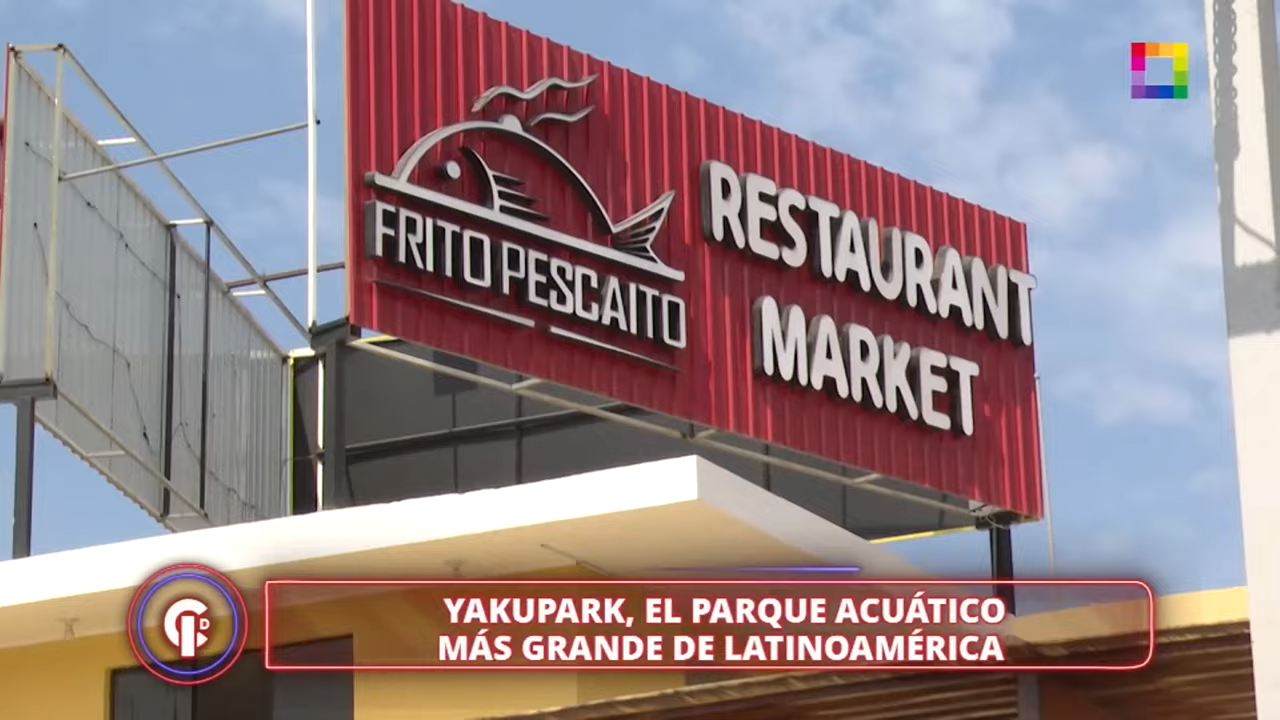 FRITO PESCAITO
RESTAURANT
MARKET
YAKUPARK, EL PARQUE ACUÁTICO
MÁS GRANDE DE LATINOAMÉRICA